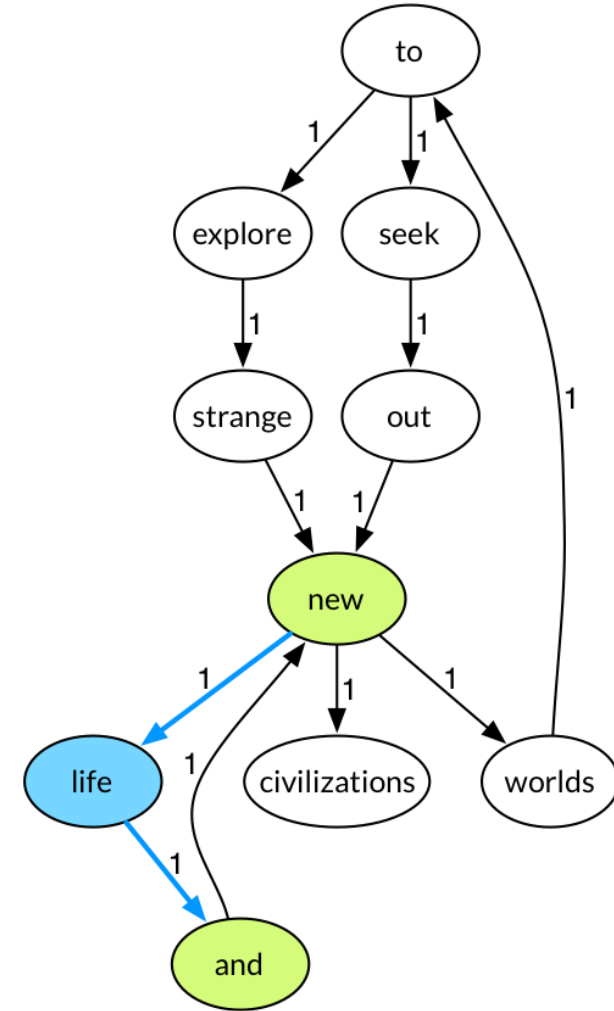 to
1
1
explore
seek
1
1
1
strange
out
1
1
new
1
1
1
1
life
civilizations
worlds
1
and